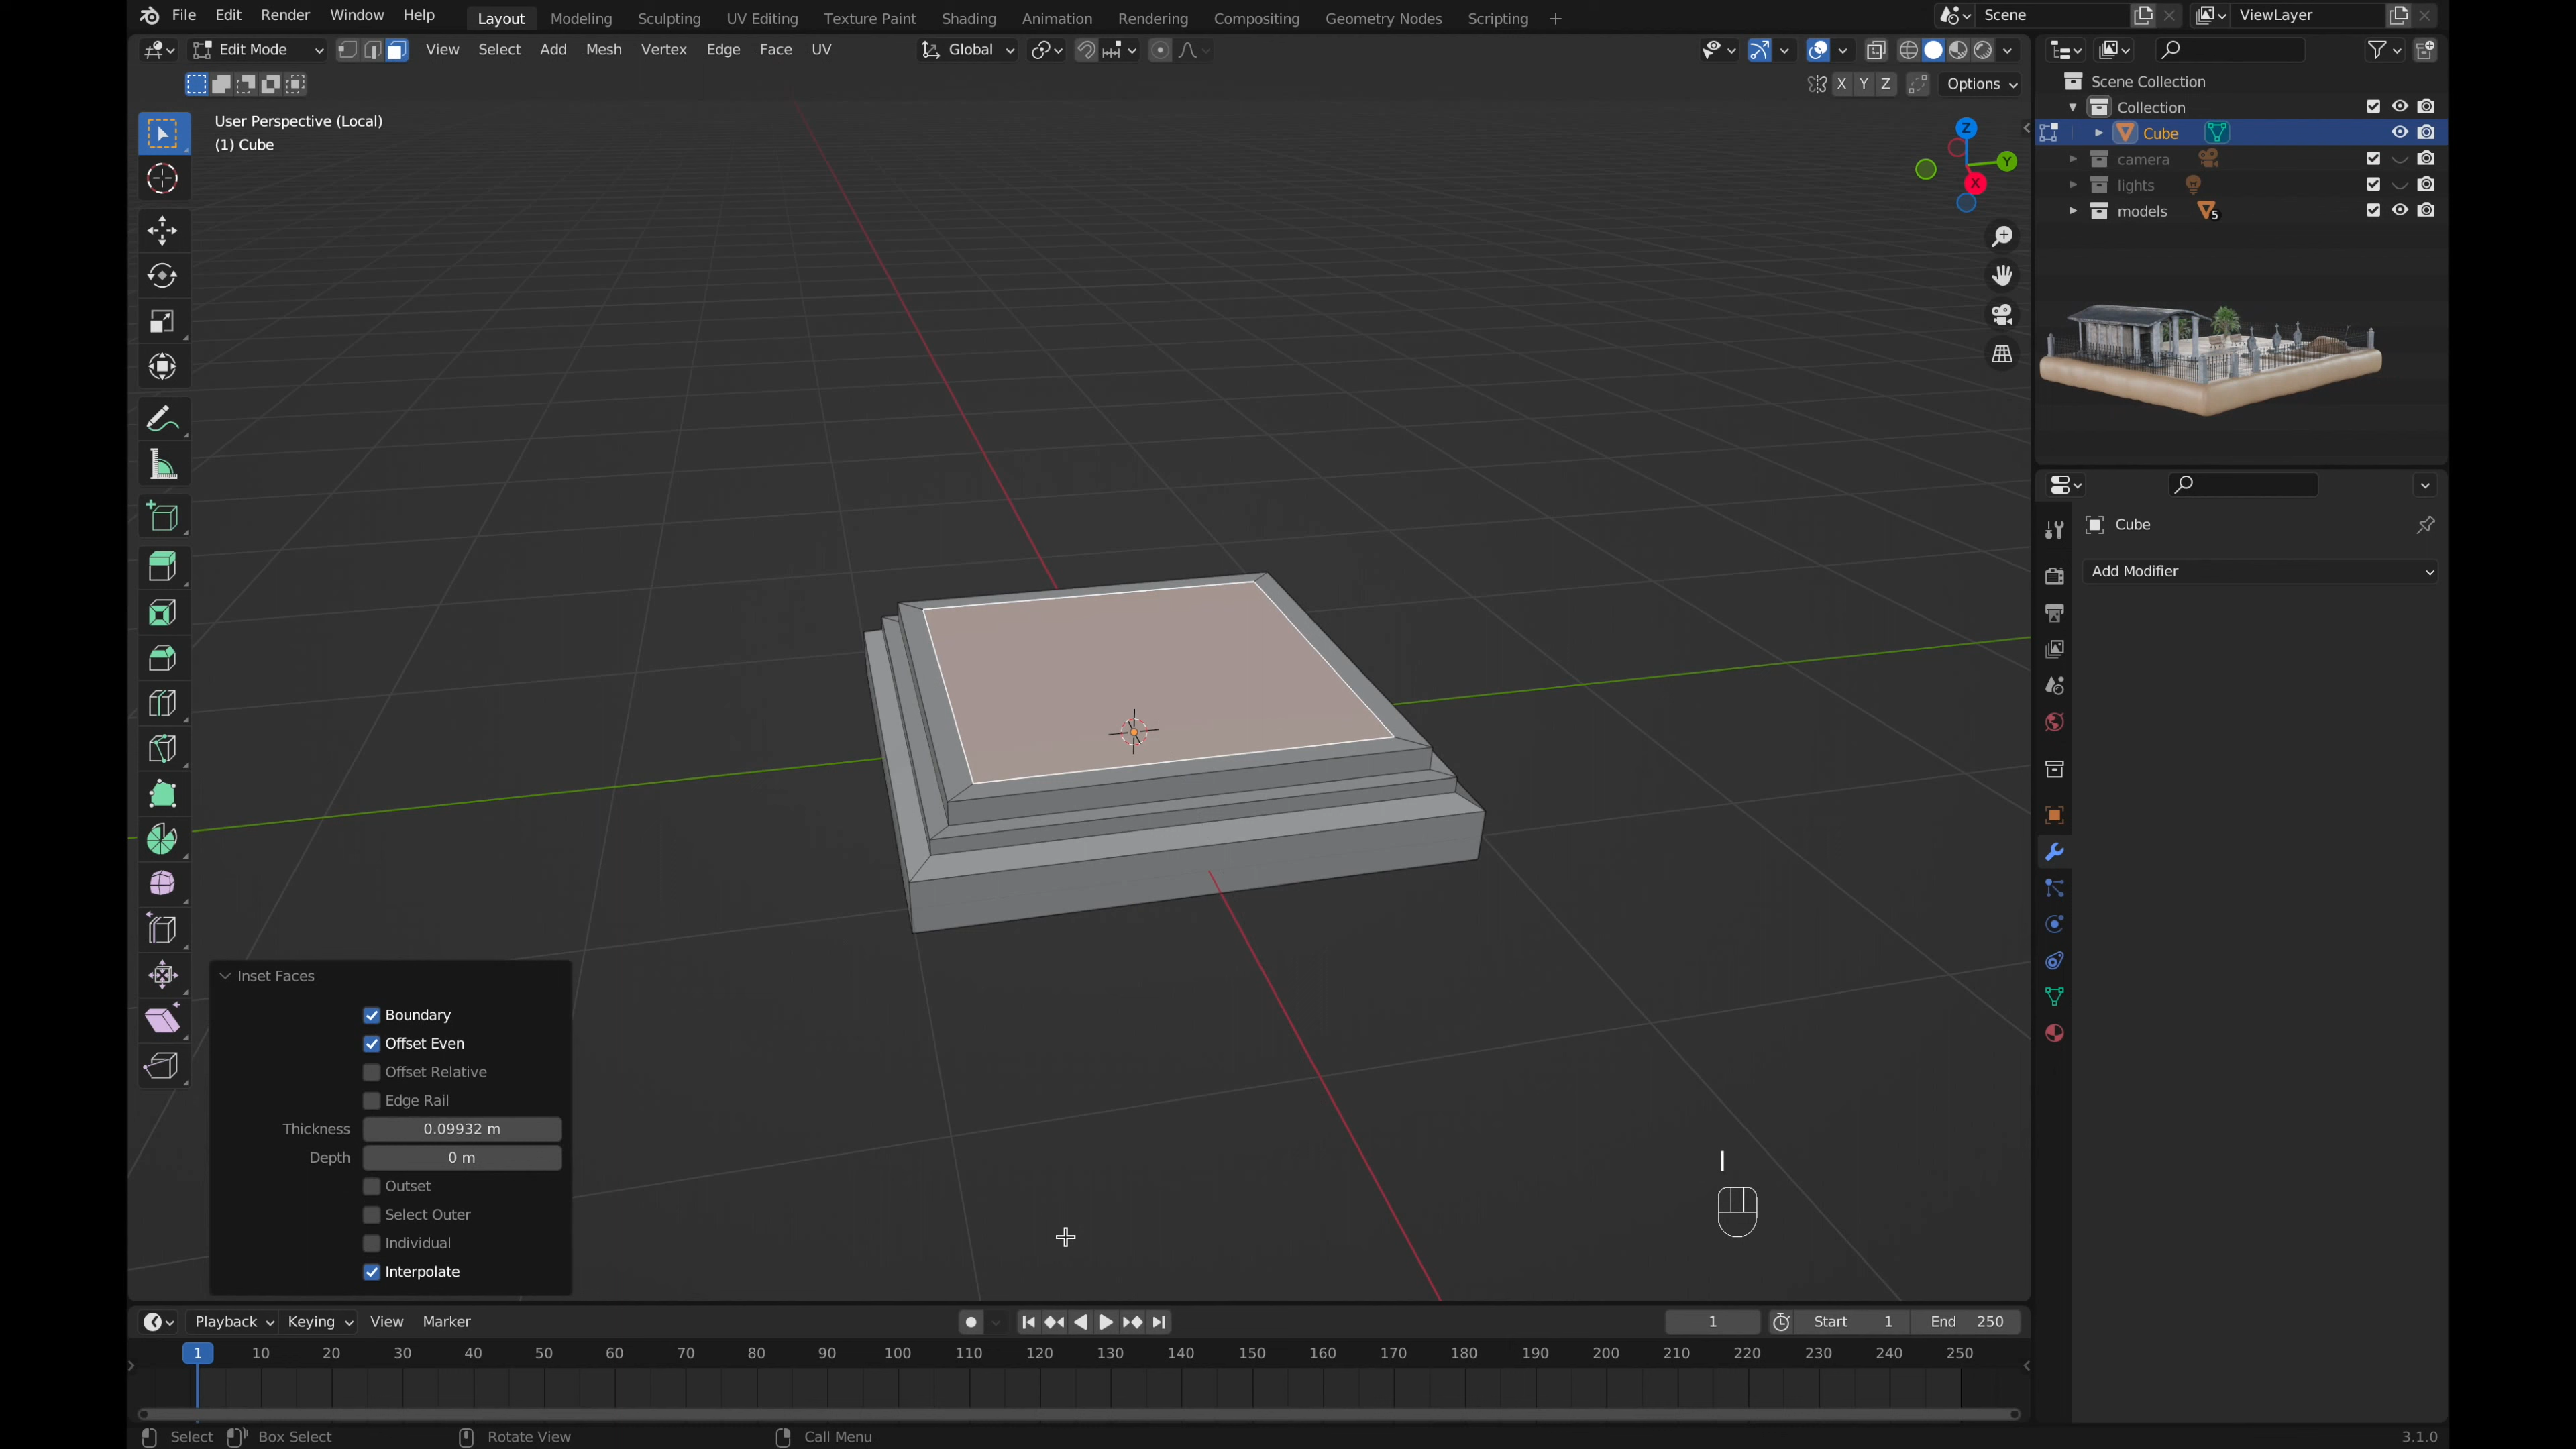 File Edit Render Window Help Layout Modeling Sculpting UV Editing Texture Paint Shading Animation Rendering Compositing Geometry Nodes Scripting + Scene ViewLayer
Edit Mode View Select Add Mesh Vertex Edge Face UV Global
X Y Z Options
User Perspective (Local)
(1) Cube
Z
Y
X
Scene Collection
Collection
Cube
camera
lights
models 5
Cube
Add Modifier
Inset Faces
Boundary
Offset Even
Offset Relative
Edge Rail
Thickness 0.09932 m
Depth 0 m
Outset
Select Outer
Individual
Interpolate
I
Playback Keying View Marker 1 Start 1 End 250
1 10 20 30 40 50 60 70 80 90 100 110 120 130 140 150 160 170 180 190 200 210 220 230 240 250
Select Box Select Rotate View Call Menu 3.1.0